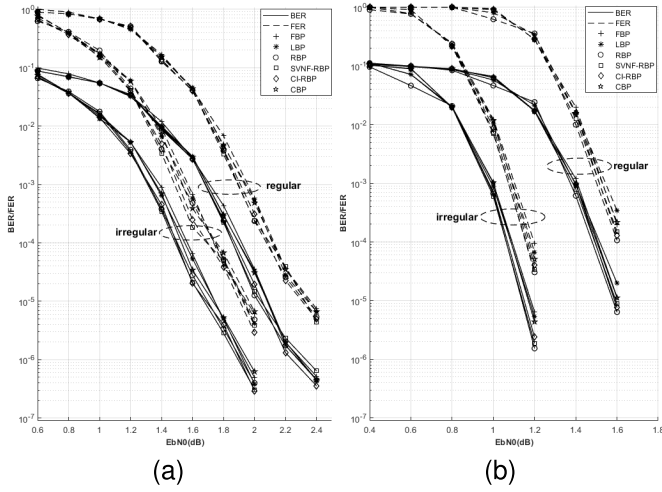 10^0
10^-1
10^-2
10^-3
10^-4
10^-5
10^-6
10^-7
BER/FER
0.6 0.8 1.0 1.2 1.4 1.6 1.8 2.0 2.2 2.4
EbN0(dB)
BER
FER
FBP
LBP
RBP
SVNF-RBP
CI-RBP
CBP
regular
irregular
(a)
10^0
10^-1
10^-2
10^-3
10^-4
10^-5
10^-6
10^-7
BER/FER
0.4 0.6 0.8 1.0 1.2 1.4 1.6 1.8
EbN0(dB)
BER
FER
FBP
LBP
RBP
SVNF-RBP
CI-RBP
CBP
regular
irregular
(b)